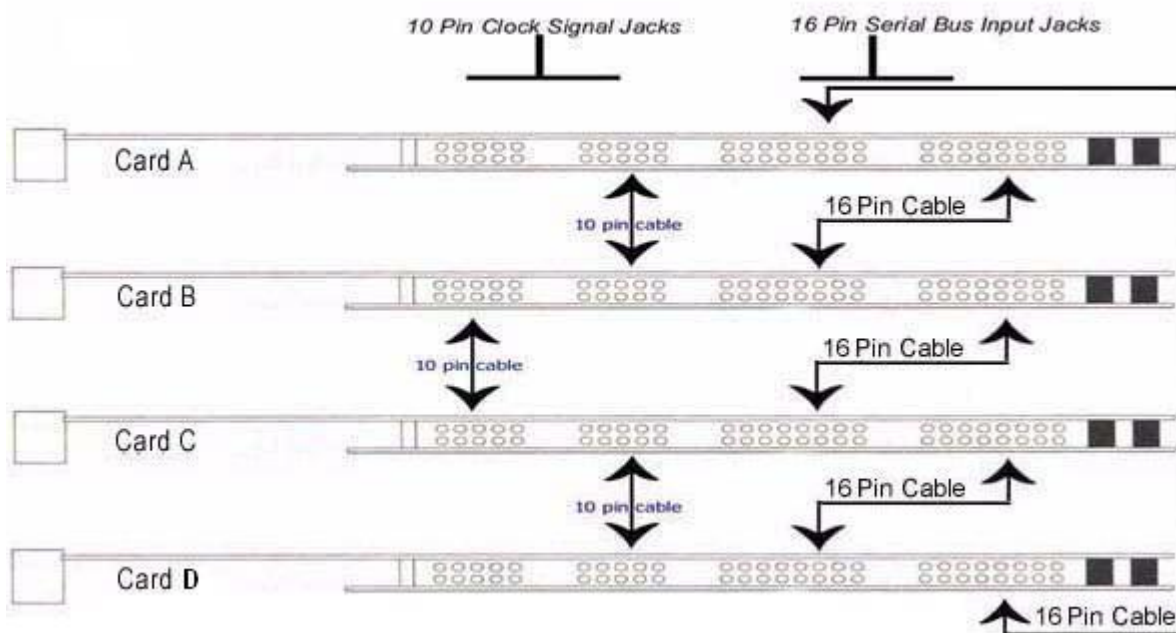 10 Pin Clock Signal Jacks
16 Pin Serial Bus Input Jacks
Card A
10 pin cable
16 Pin Cable
Card B
10 pin cable
16 Pin Cable
Card C
10 pin cable
16 Pin Cable
Card D
16 Pin Cable